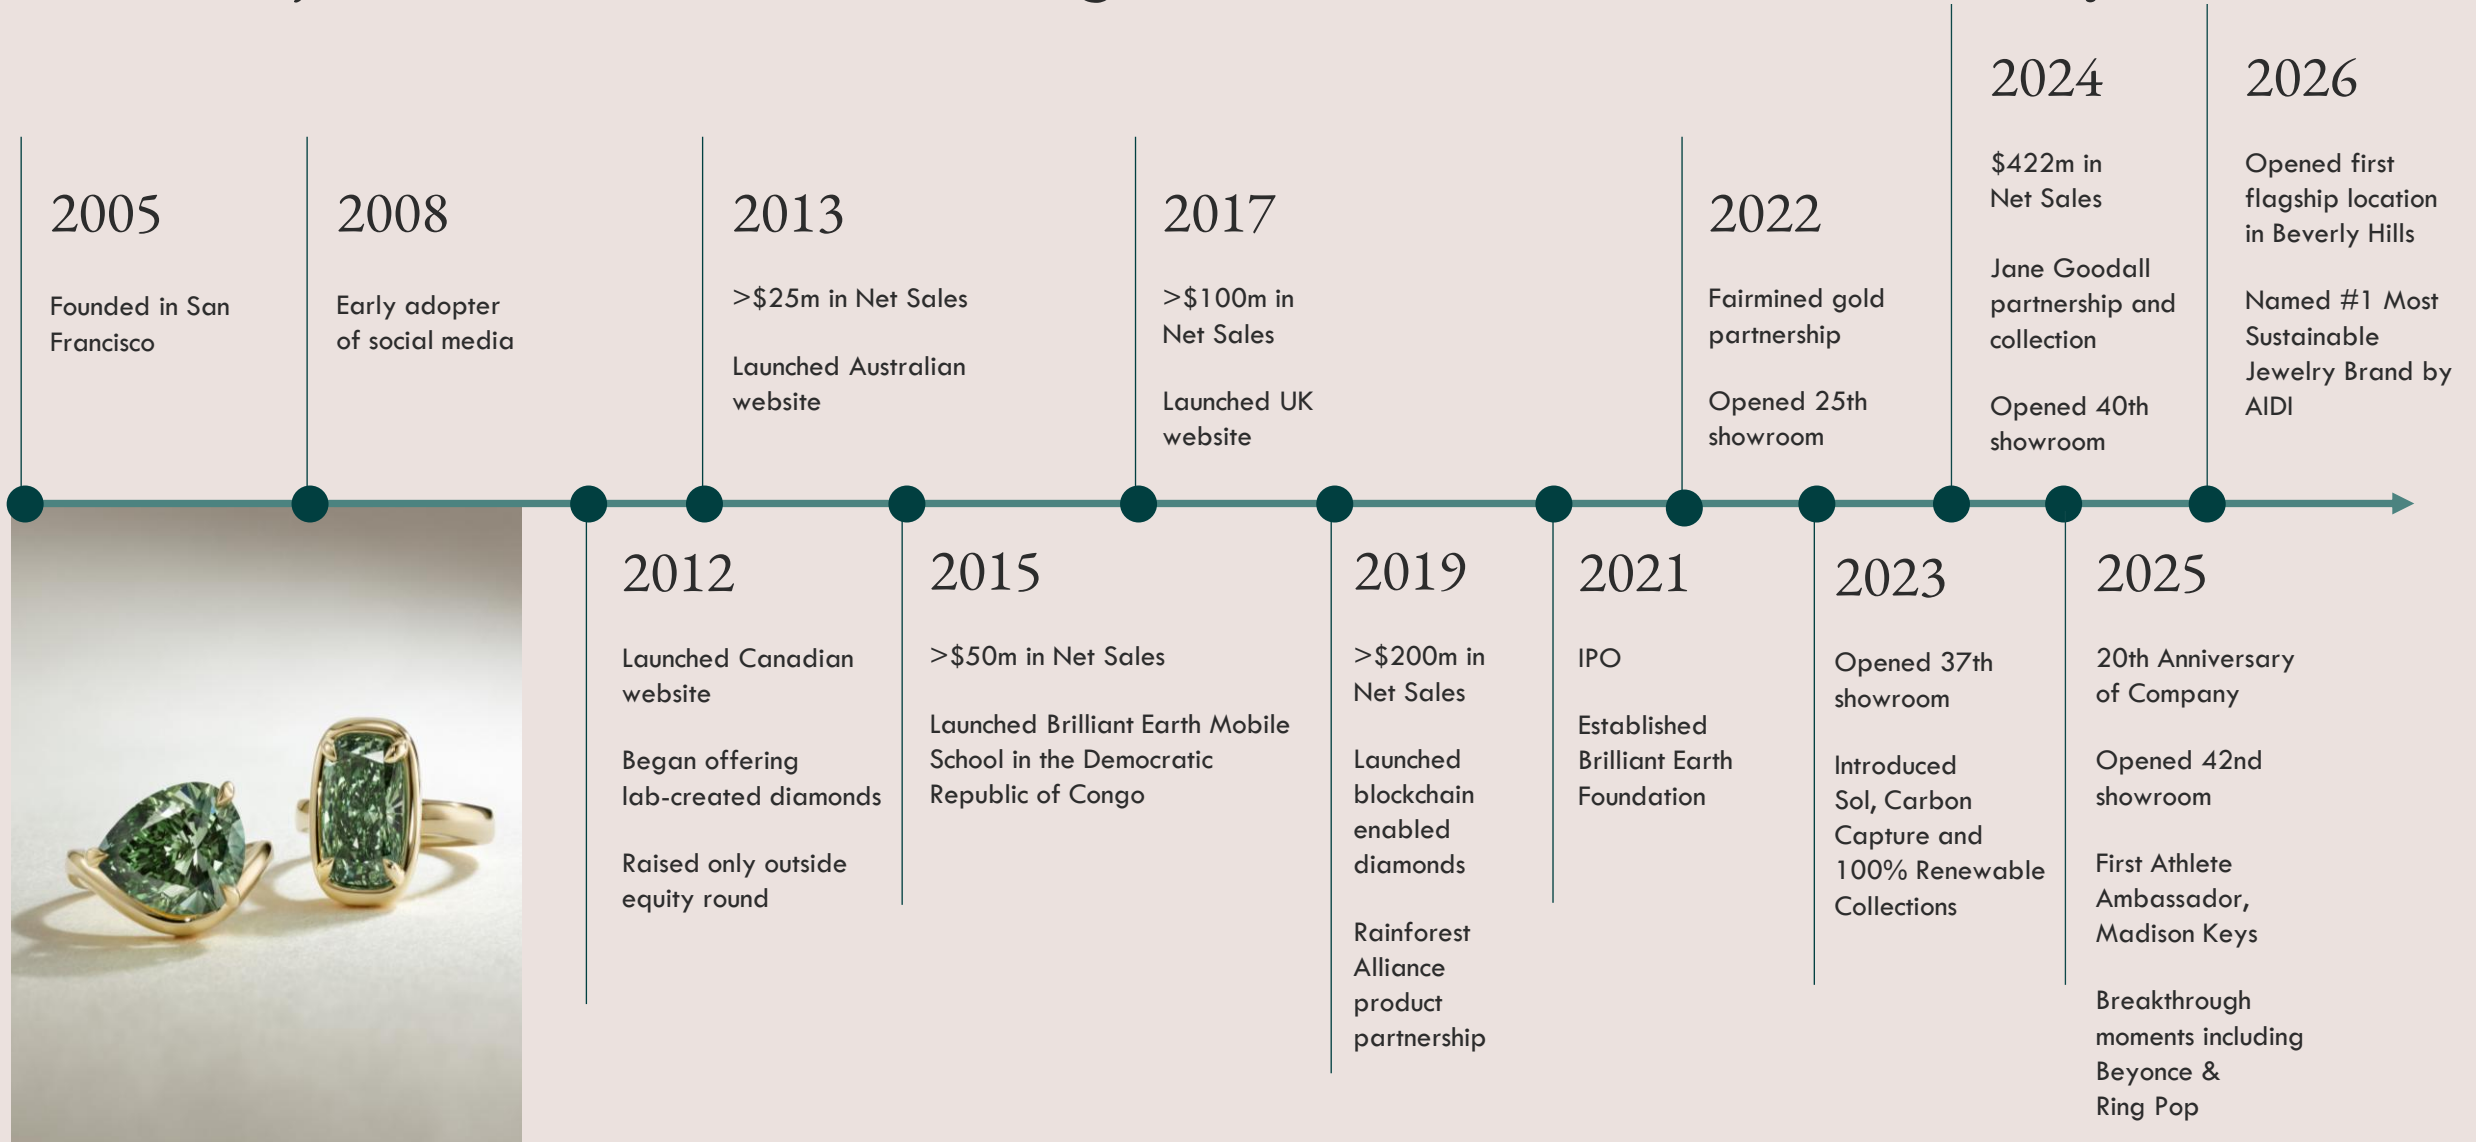 2005
Founded in San
Francisco
2008
Early adopter
of social media
2012
Launched Canadian
website
Began offering
lab-created diamonds
Raised only outside
equity round
2013
>$25m in Net Sales
Launched Australian
website
2015
>$50m in Net Sales
Launched Brilliant Earth Mobile
School in the Democratic
Republic of Congo
2017
>$100m in
Net Sales
Launched UK
website
2019
>$200m in
Net Sales
Launched
blockchain
enabled
diamonds
Rainforest
Alliance
product
partnership
2021
IPO
Established
Brilliant Earth
Foundation
2022
Fairmined gold
partnership
Opened 25th
showroom
2023
Opened 37th
showroom
Introduced
Sol, Carbon
Capture and
100% Renewable
Collections
2024
$422m in
Net Sales
Jane Goodall
partnership and
collection
Opened 40th
showroom
2025
20th Anniversary
of Company
Opened 42nd
showroom
First Athlete
Ambassador,
Madison Keys
Breakthrough
moments including
Beyonce &
Ring Pop
2026
Opened first
flagship location
in Beverly Hills
Named #1 Most
Sustainable
Jewelry Brand by
AIDI